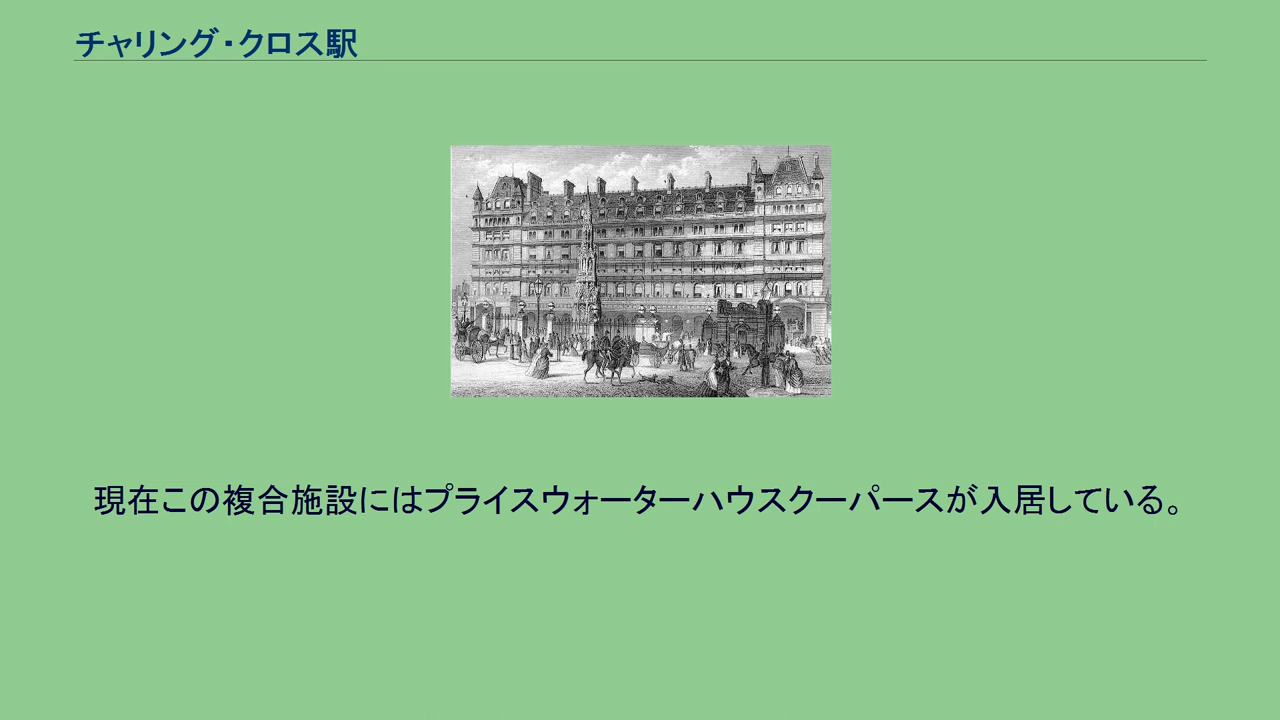 チャリング・クロス駅
現在この複合施設にはプライスウォーターハウスクーパースが入居している。